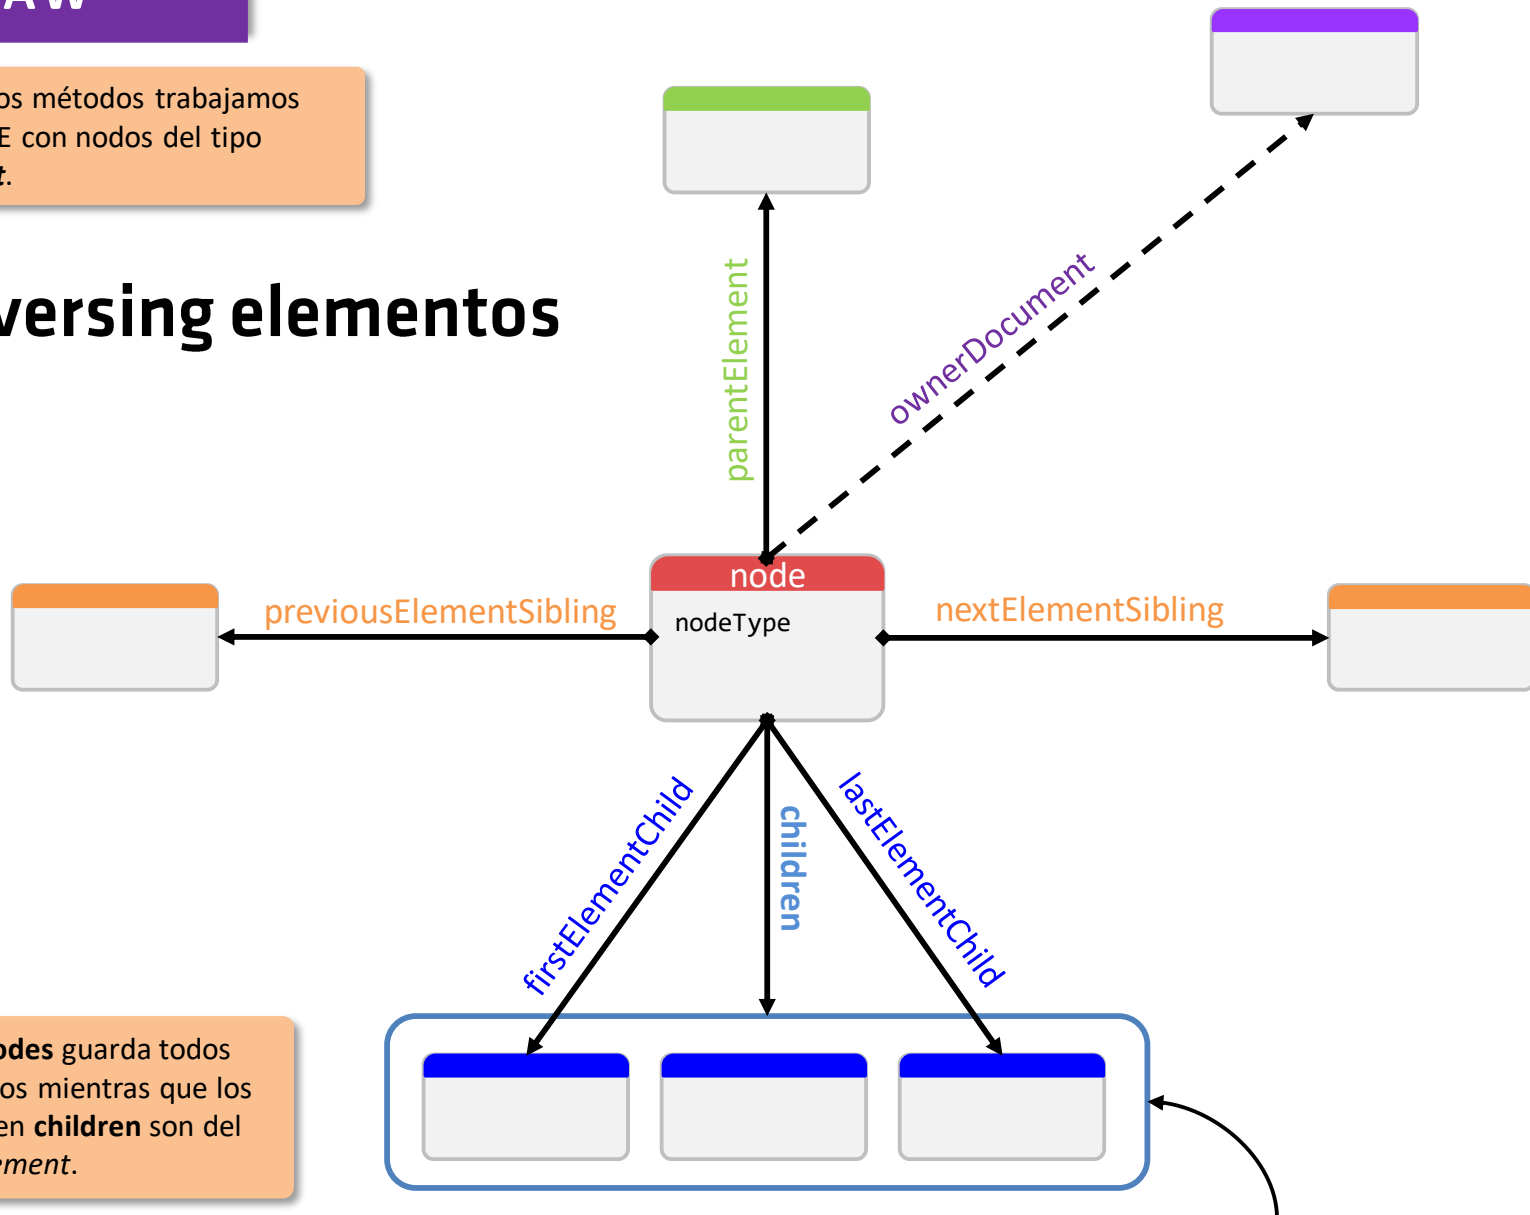 AW
os métodos trabajamos
E con nodos del tipo
t.
versing elementos
parentElement
ownerDocument
node
nodeType
previousElementSibling
nextElementSibling
firstElementChild
children
lastElementChild
odes guarda todos
os mientras que los
en children son del
ement.